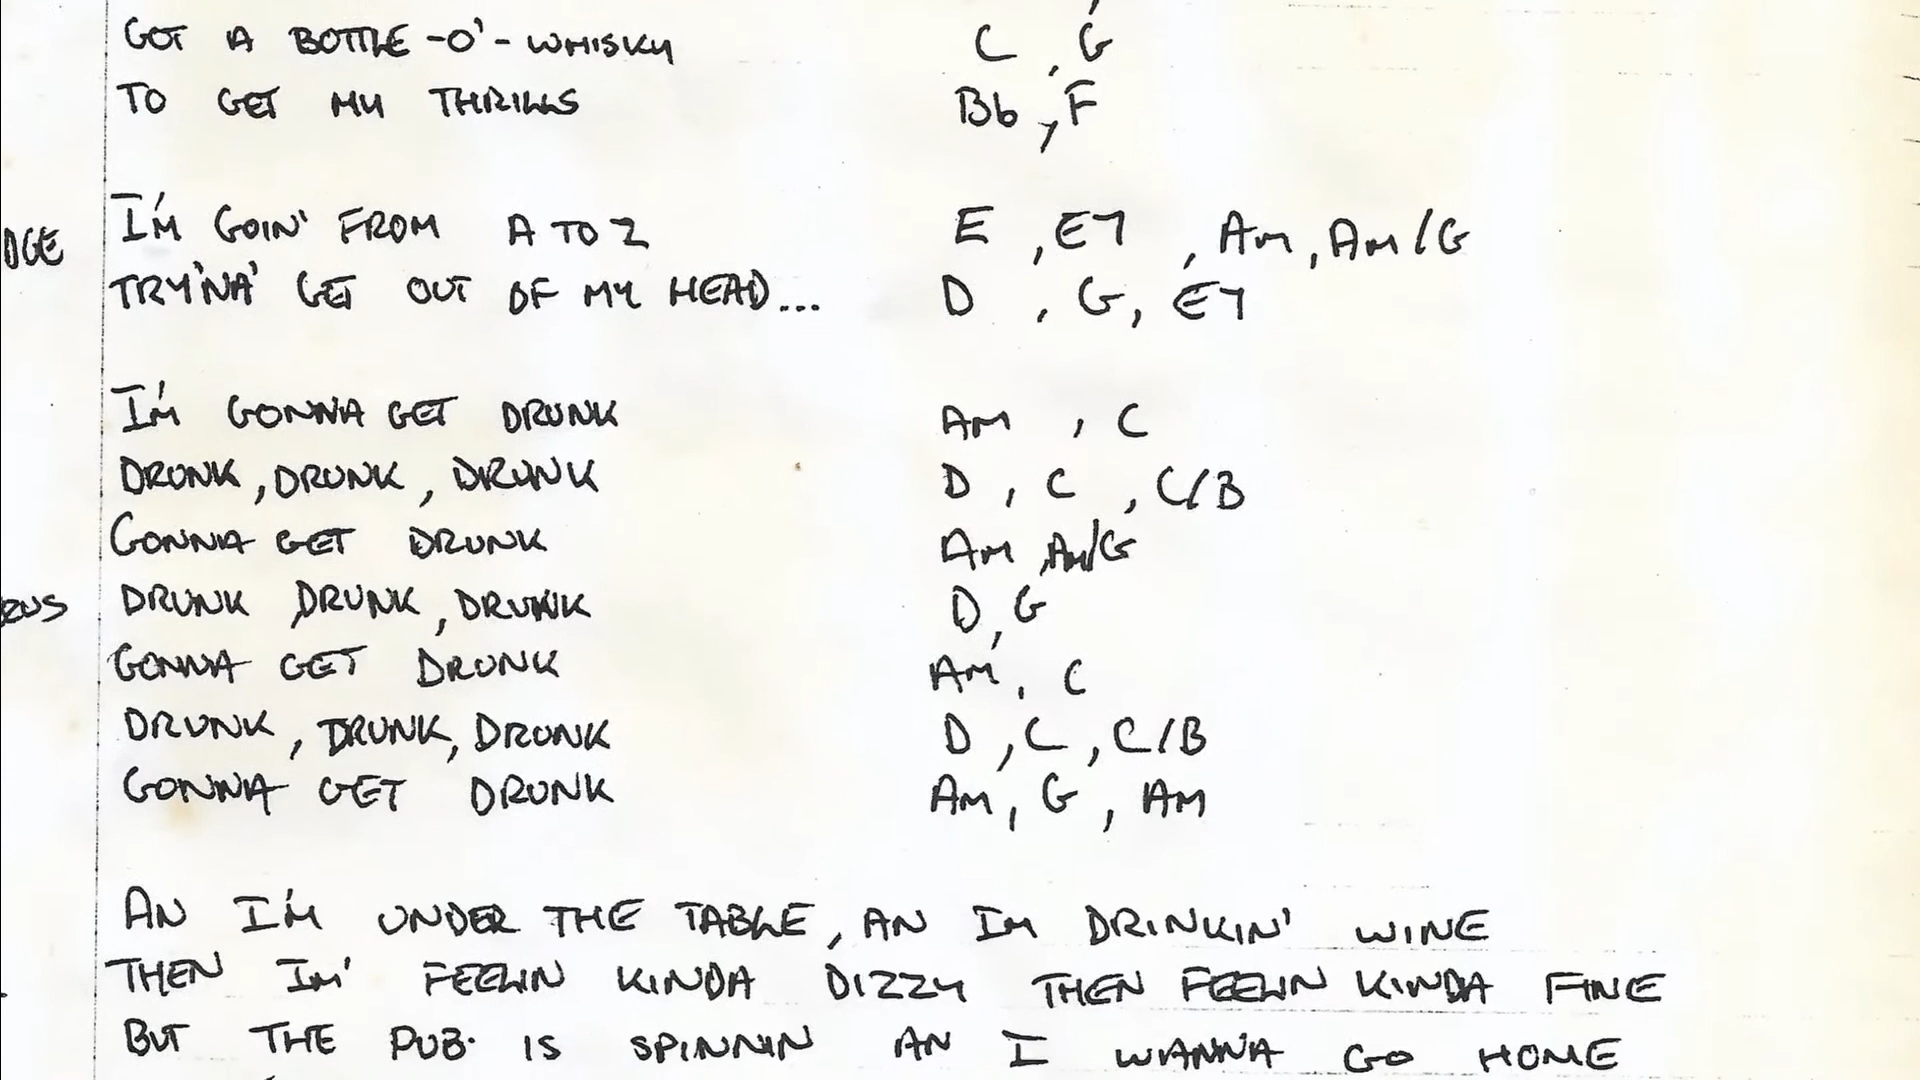 GOT A BOTTLE-O'-WHISKY C, G
TO GET MY THRILLS Bb, F
I'M GOIN' FROM A TO Z E, E7, Am, Am/G
DGE
TRY'NA' GET OUT OF MY HEAD... D, G, E7
I'M GONNA GET DRUNK AM, C
DRUNK, DRUNK, DRUNK D, C, C/B
GONNA GET DRUNK AM, AM/G
RUS DRUNK, DRUNK, DRUNK D, G
GONNA GET DRUNK AM, C
DRUNK, DRUNK, DRUNK D, C, C/B
GONNA GET DRUNK AM, G, AM
AN I'M UNDER THE TABLE, AN IM DRINKIN' WINE
THEN IM' FEELIN KINDA DIZZY THEN FEELIN KINDA FINE
BUT THE PUB. IS SPINNIN AN I WANNA GO HOME